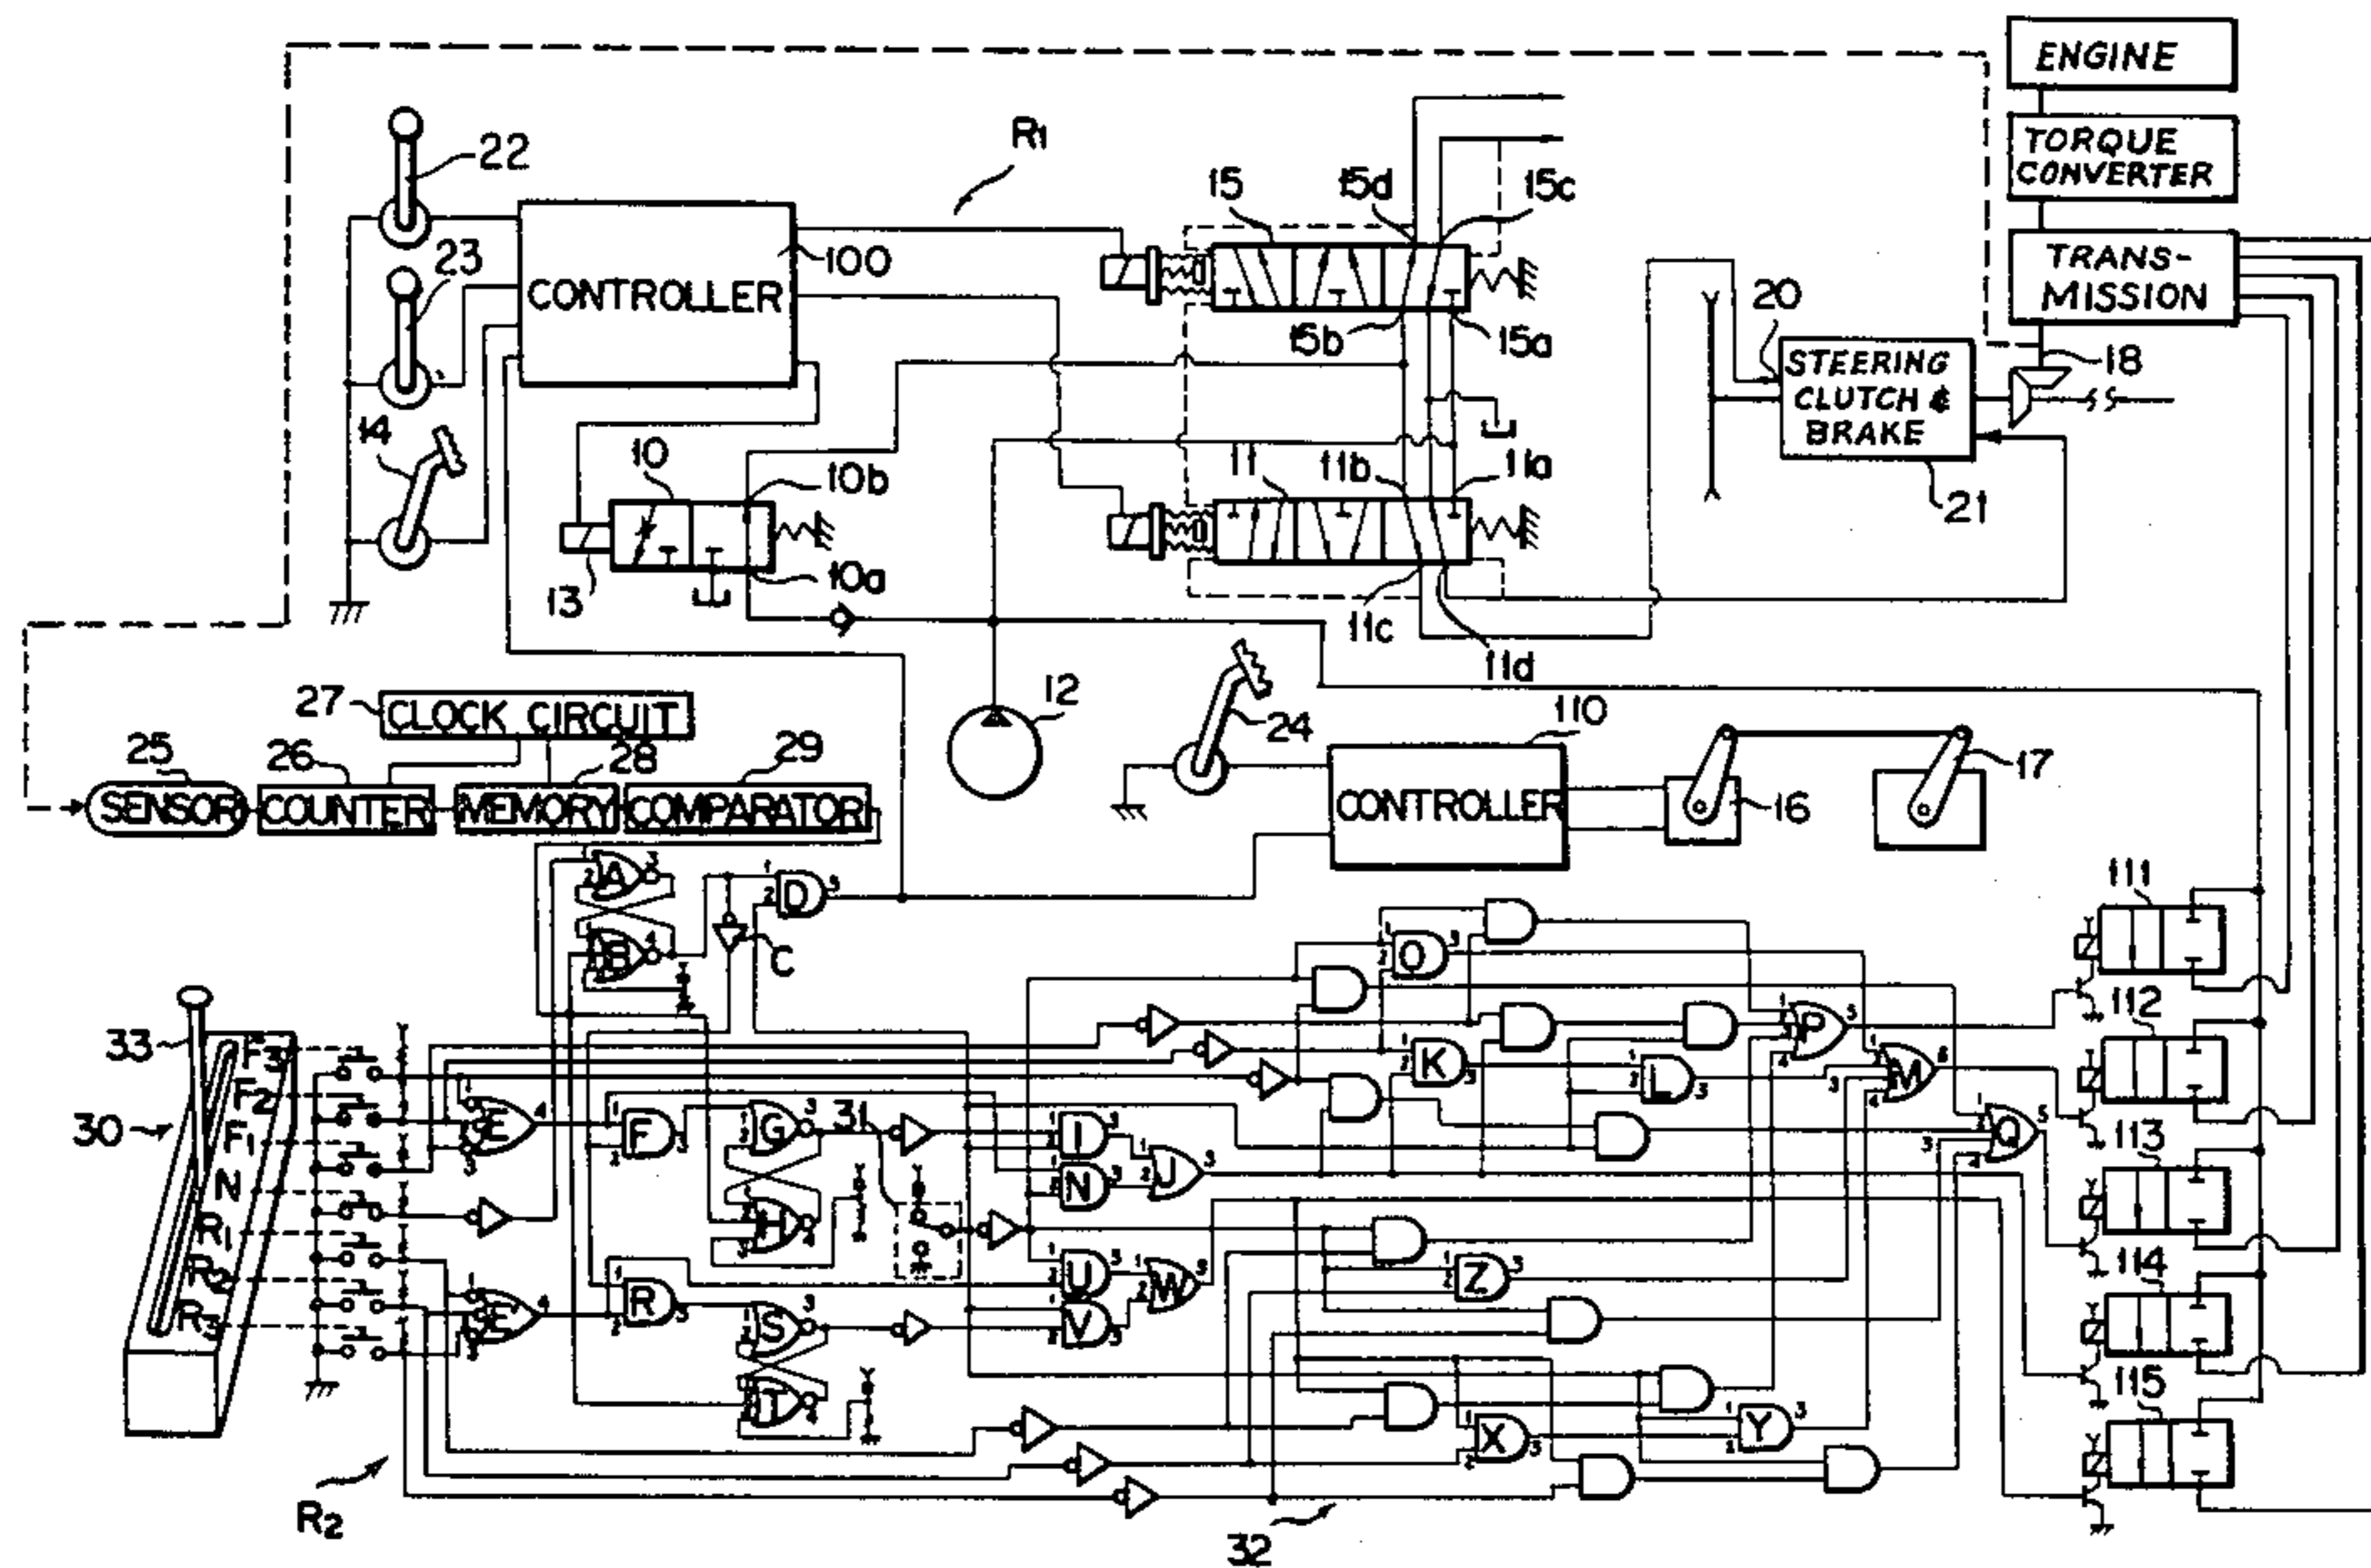 ENGINE
TORQUE
CONVERTER
TRANS-
MISSION
R1
22
23
14
CONTROLLER
100
15
15d
15c
15b
15a
20
18
STEERING
CLUTCH &
BRAKE
21
10
10b
10a
13
11
11b
11a
11c
11d
12
24
110
CONTROLLER
16
17
27
CLOCK CIRCUIT
25
26
28
29
SENSOR
COUNTER
MEMORY
COMPARATOR
A
B
C
D
O
111
112
113
114
115
33
30
F3
F2
F1
N
R1
R2
R3
E
F
G
H
31
I
N
J
K
L
P
M
Q
E'
R
S
T
U
V
W
Z
X
Y
R2
32